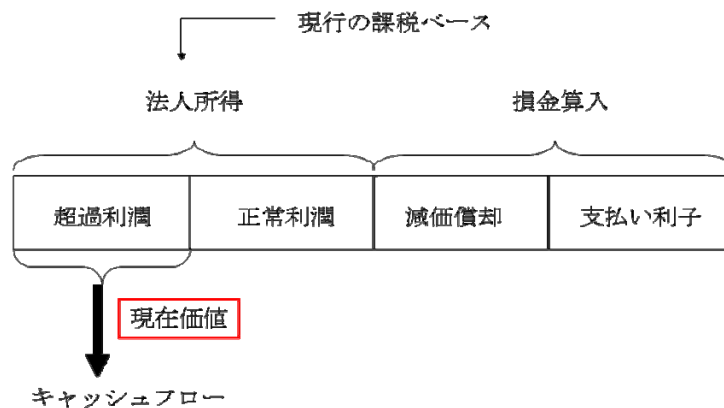 現行の課税ベース
法人所得
損金算入
超過利潤
正常利潤
減価償却
支払い利子
現在価値
キャッシュフロー